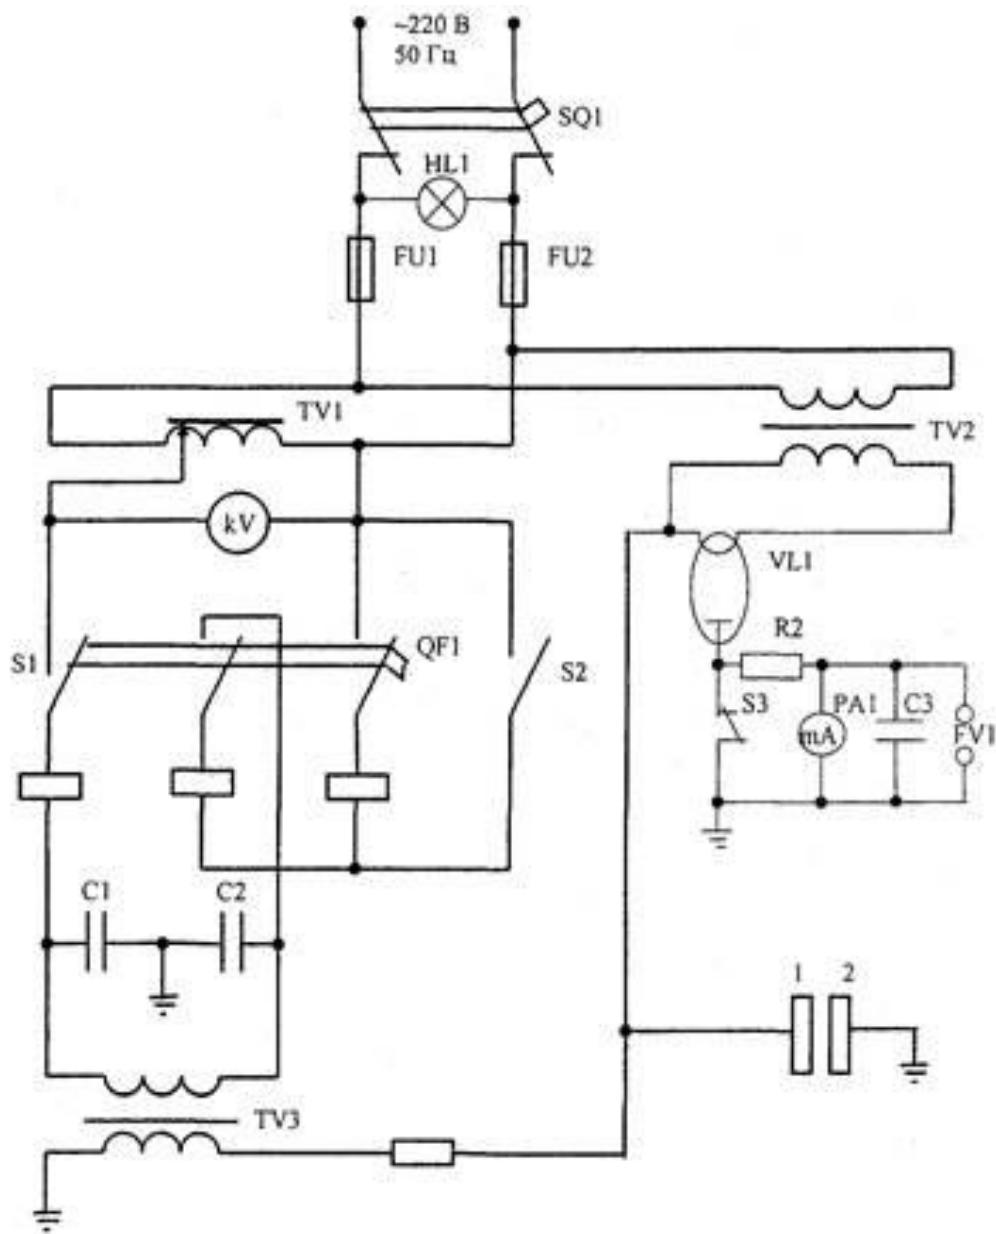 ~220 В
50 Гц
SQ1
HL1
FU1
FU2
TV1
TV2
kV
VL1
S1
QF1
S2
R2
S3
PA1
C3
mA
FV1
C1
C2
1
2
TV3